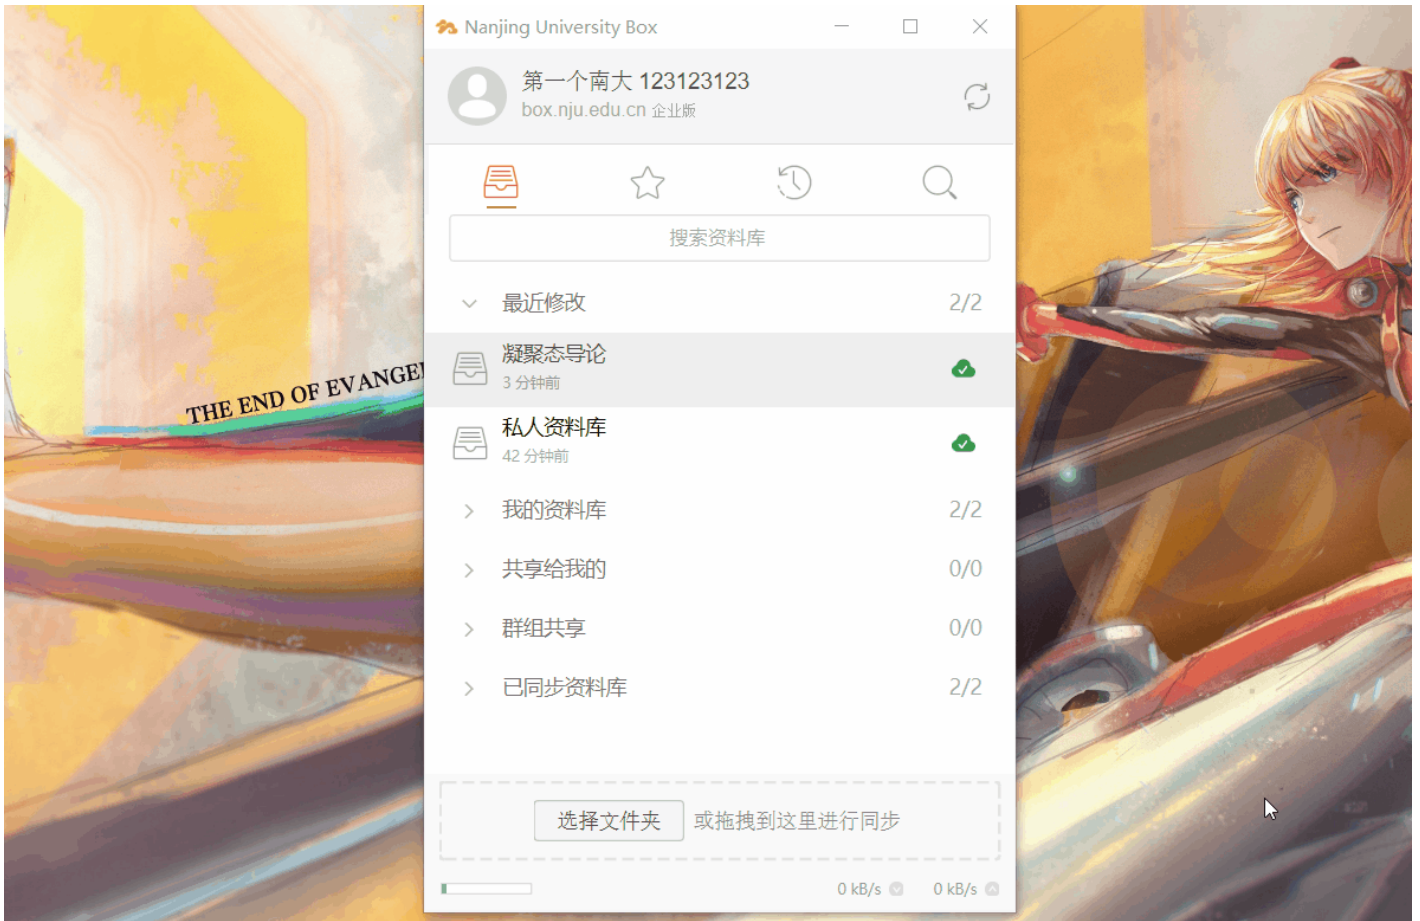 Nanjing University Box
第一个南大 123123123
box.nju.edu.cn 企业版
搜索资料库
最近修改 2/2
凝聚态导论
3 分钟前
私人资料库
42 分钟前
我的资料库 2/2
共享给我的 0/0
群组共享 0/0
已同步资料库 2/2
THE END OF EVANGE
选择文件夹 或拖拽到这里进行同步
0 kB/s 0 kB/s